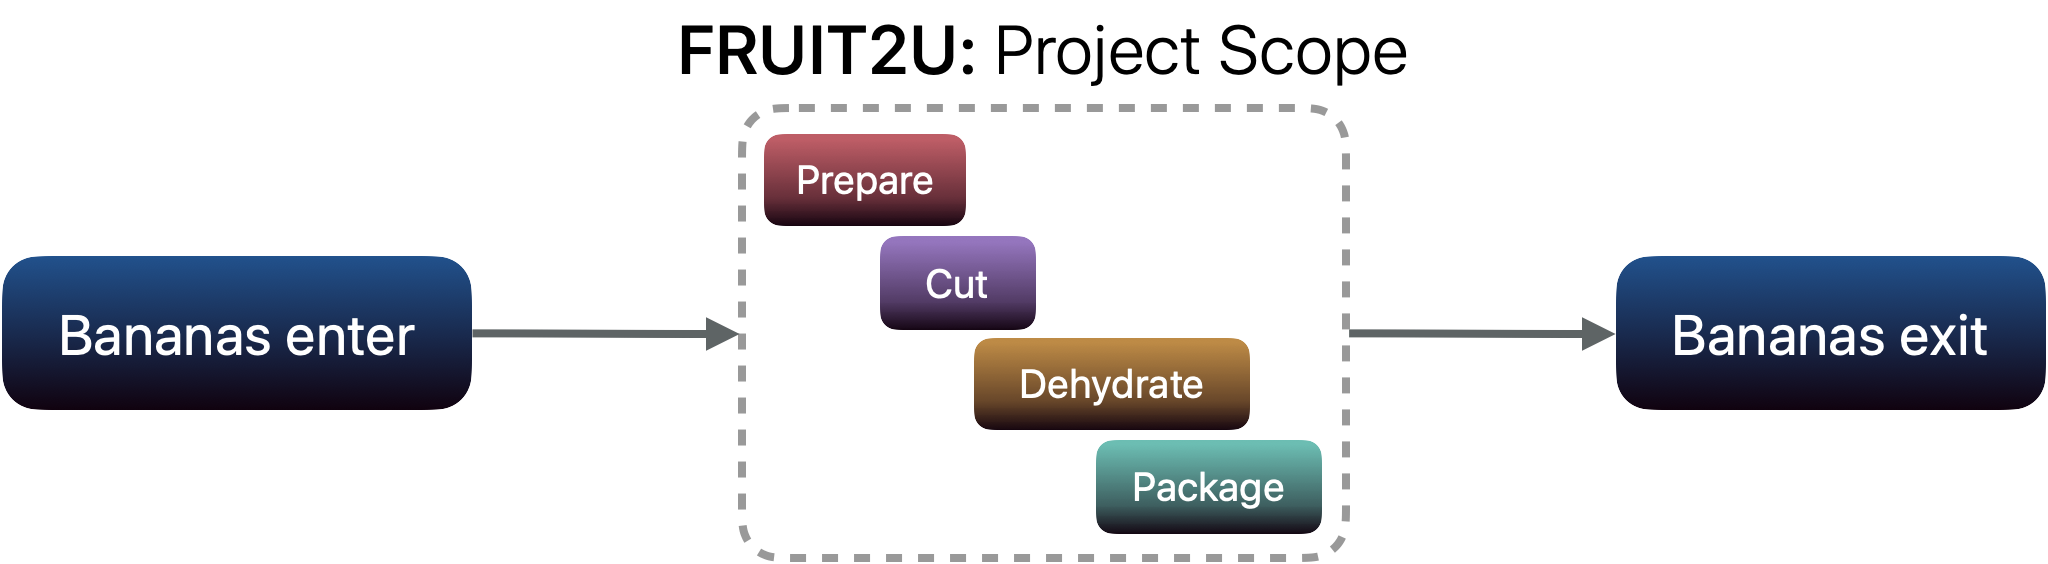 FRUIT2U: Project Scope
Prepare
Cut
Bananas enter
Bananas exit
Dehydrate
Package